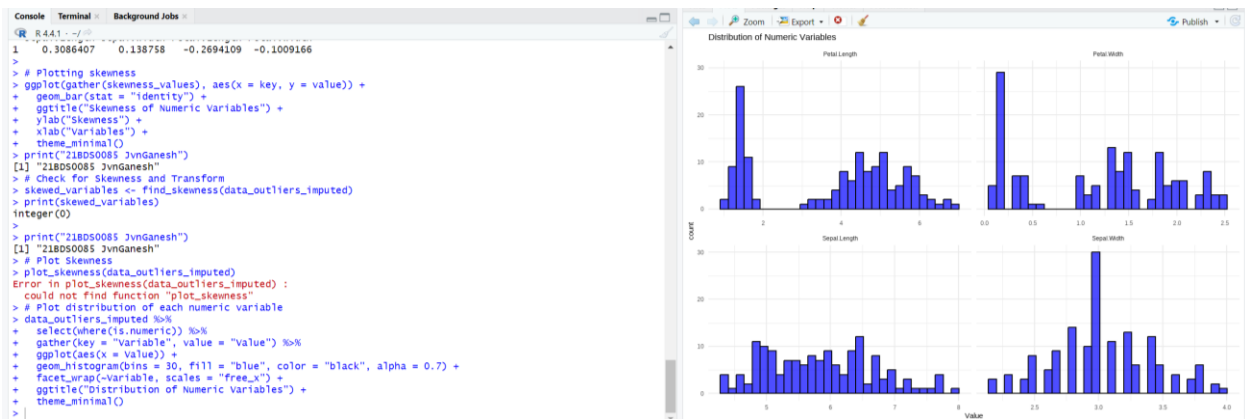 Console Terminal × Background Jobs ×
R 4.4.1 · ~/
1 0.3086407 0.138758 -0.2694109 -0.1009166
>
> # Plotting skewness
> ggplot(gather(skewness_values), aes(x = key, y = value)) +
+ geom_bar(stat = "identity") +
+ ggtitle("Skewness of Numeric Variables") +
+ ylab("Skewness") +
+ xlab("Variables") +
+ theme_minimal()
> print("21BDS0085 JvnGanesh")
[1] "21BDS0085 JvnGanesh"
> # Check for Skewness and Transform
> skewed_variables <- find_skewness(data_outliers_imputed)
> print(skewed_variables)
integer(0)
>
> print("21BDS0085 JvnGanesh")
[1] "21BDS0085 JvnGanesh"
> # Plot Skewness
> plot_skewness(data_outliers_imputed)
Error in plot_skewness(data_outliers_imputed) :
could not find function "plot_skewness"
> # Plot distribution of each numeric variable
> data_outliers_imputed %>%
+ select(where(is.numeric)) %>%
+ gather(key = "Variable", value = "Value") %>%
+ ggplot(aes(x = Value)) +
+ geom_histogram(bins = 30, fill = "blue", color = "black", alpha = 0.7) +
+ facet_wrap(~Variable, scales = "free_x") +
+ ggtitle("Distribution of Numeric Variables") +
+ theme_minimal()
>
Zoom Export Publish
Distribution of Numeric Variables
Petal.Length Petal.Width
30
20
10
0
2 4 6 0.0 0.5 1.0 1.5 2.0 2.5
count
Sepal.Length Sepal.Width
30
20
10
0
5 6 7 8 2.5 3.0 3.5 4.0
Value